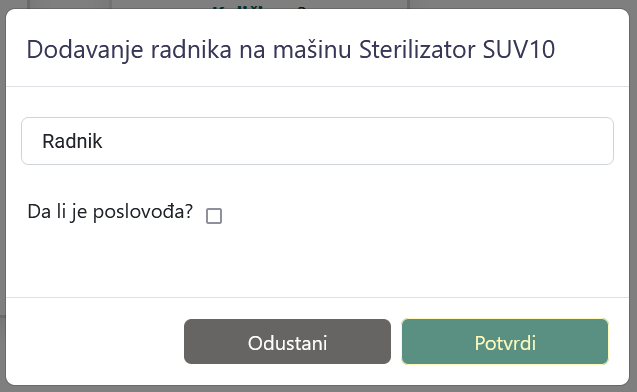 Dodavanje radnika na mašinu Sterilizator SUV10
Radnik
Da li je poslovođa?
Odustani
Potvrdi